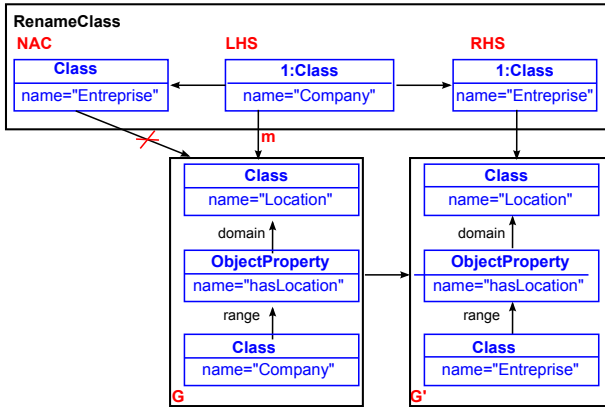 RenameClass
NAC
LHS
RHS
Class
name="Entreprise"
1:Class
name="Company"
1:Class
name="Entreprise"
m
Class
name="Location"
domain
ObjectProperty
name="hasLocation"
range
Class
name="Company"
G
Class
name="Location"
domain
ObjectProperty
name="hasLocation"
range
Class
name="Entreprise"
G'